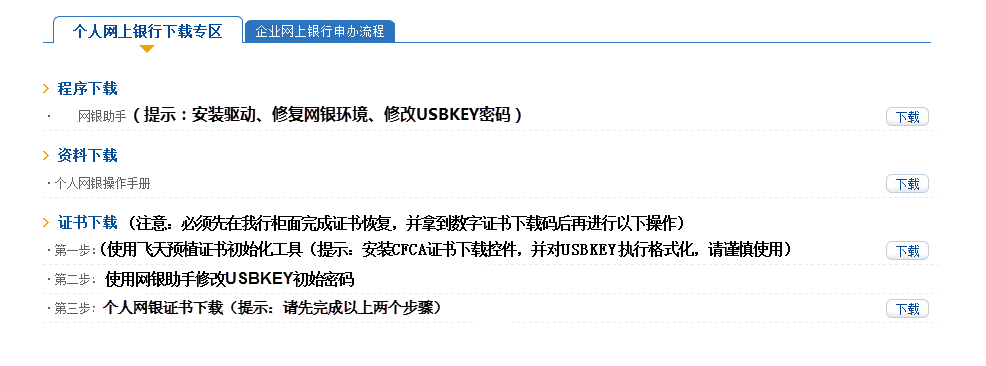 个人网上银行下载专区 企业网上银行申办流程
程序下载
· 网银助手（提示：安装驱动、修复网银环境、修改USBKEY密码） 下载
资料下载
· 个人网银操作手册 下载
证书下载 （注意：必须先在我行柜面完成证书恢复，并拿到数字证书下载码后再进行以下操作）
· 第一步：（使用飞天预植证书初始化工具（提示：安装CFCA证书下载控件，并对USBKEY执行格式化，请谨慎使用） 下载
· 第二步： 使用网银助手修改USBKEY初始密码
· 第三步： 个人网银证书下载（提示：请先完成以上两个步骤） 下载